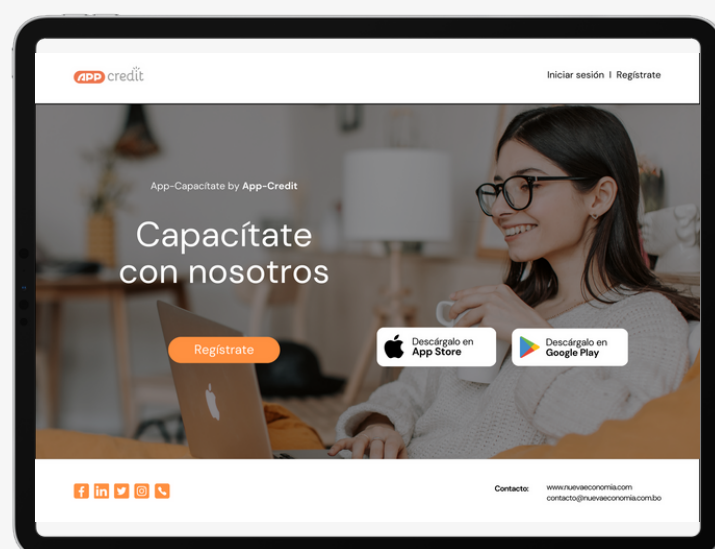 APP credit
Iniciar sesión | Regístrate
App-Capacítate by App-Credit
Capacítate
con nosotros
Regístrate
Descárgalo en
App Store
Descárgalo en
Google Play
Contacto:
www.nuevaeconomia.com
contacto@nuevaeconomia.com.bo